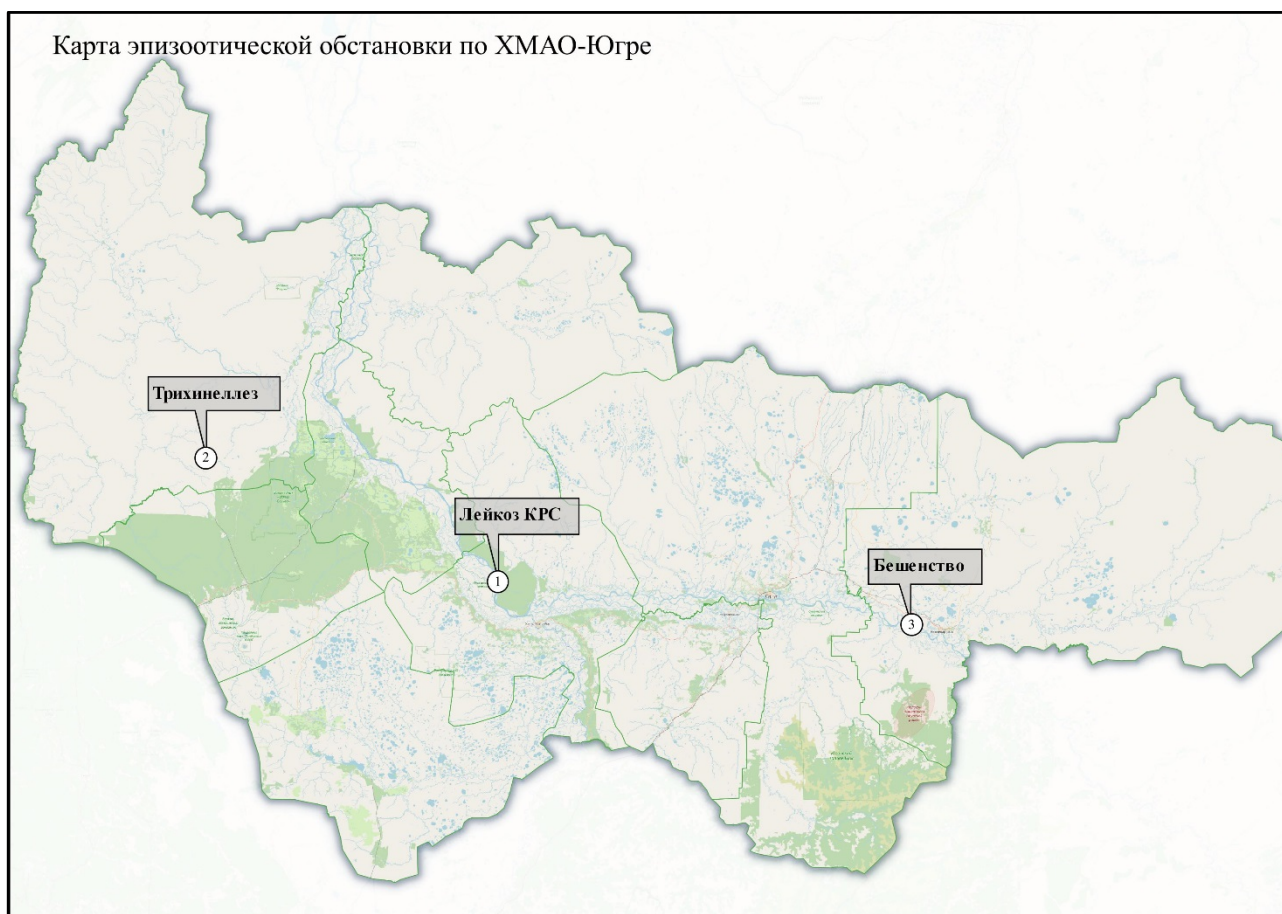 Карта эпизоотической обстановки по ХМАО-Югре
Трихинеллез
2
Лейкоз КРС
1
Бешенство
3